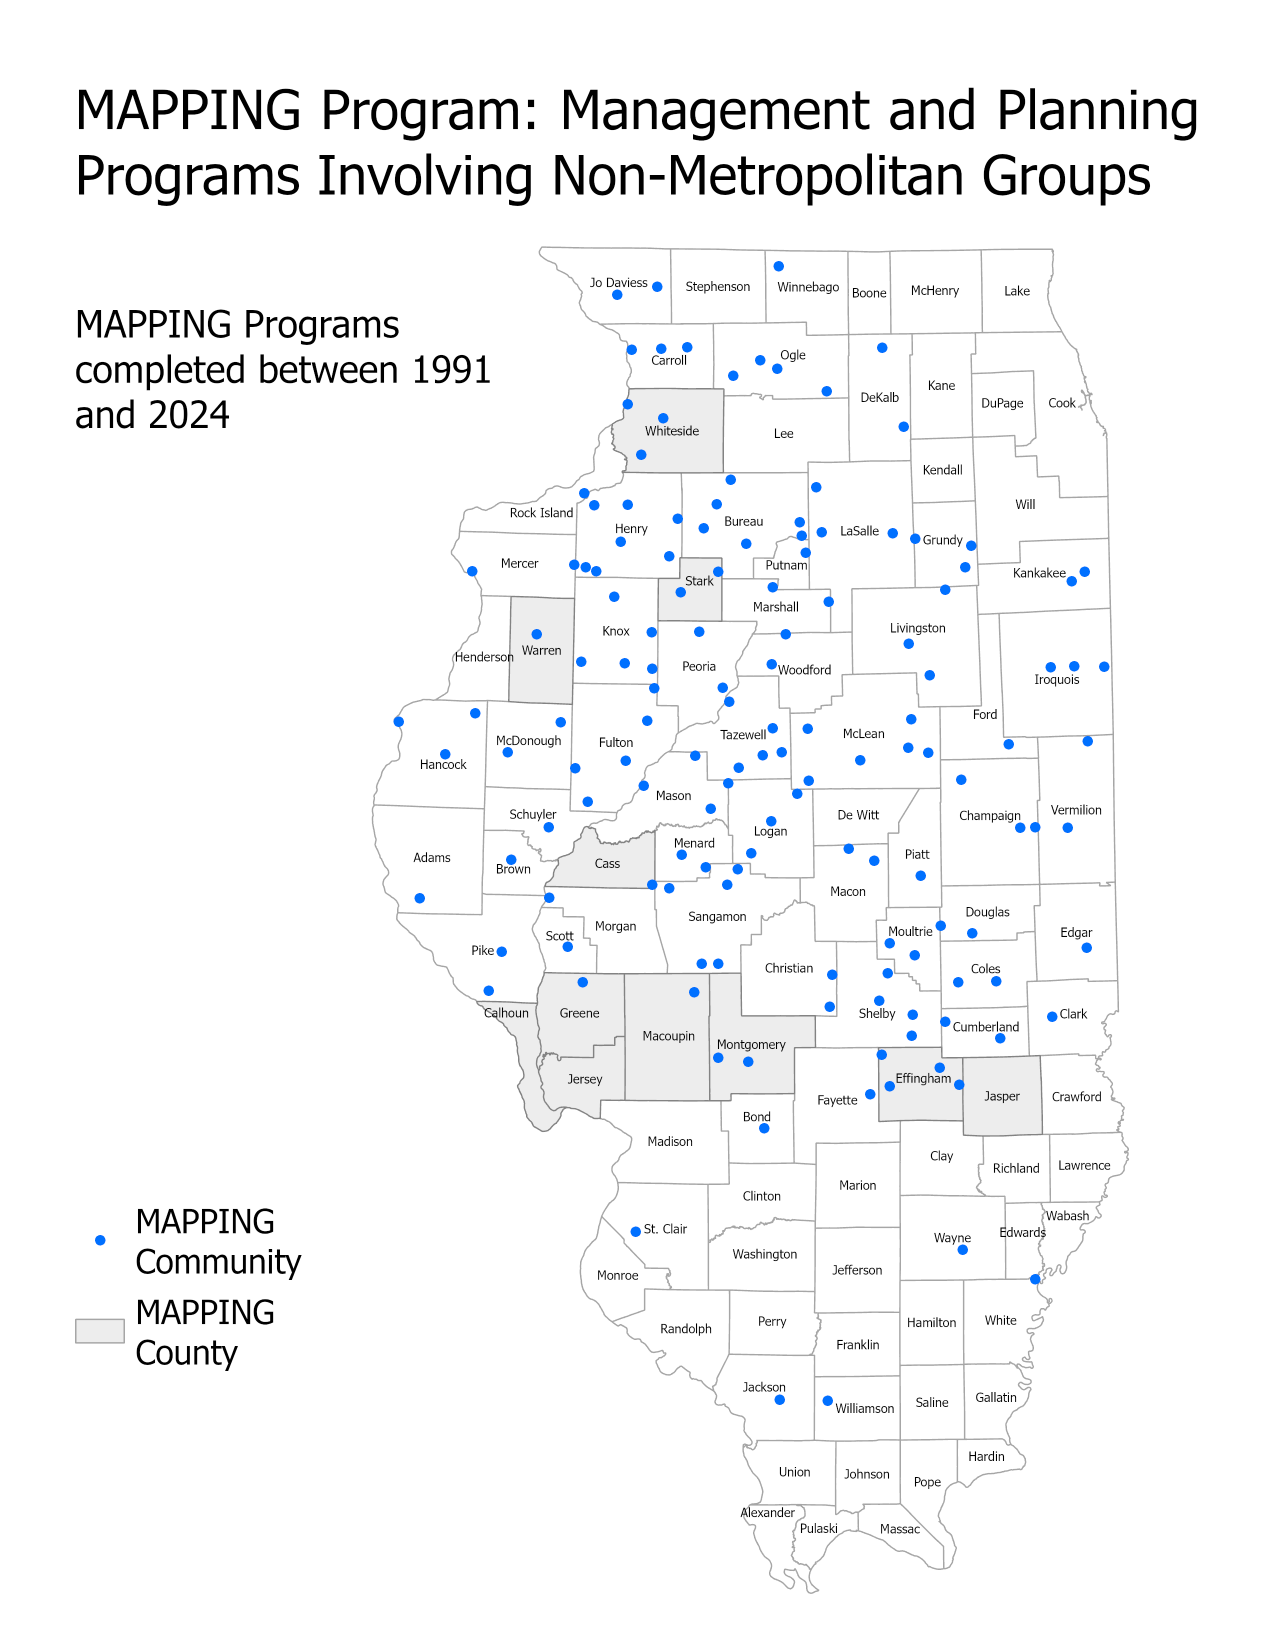 MAPPING Program: Management and Planning
Programs Involving Non-Metropolitan Groups
MAPPING Programs
completed between 1991
and 2024
Jo Daviess
Stephenson
Winnebago
Boone
McHenry
Lake
Carroll
Ogle
DeKalb
Kane
DuPage
Cook
Whiteside
Lee
Kendall
Will
Rock Island
Henry
Bureau
LaSalle
Grundy
Mercer
Putnam
Kankakee
Stark
Marshall
Livingston
Henderson
Warren
Knox
Peoria
Woodford
Iroquois
Ford
Hancock
McDonough
Fulton
Tazewell
McLean
Mason
Schuyler
Logan
De Witt
Champaign
Vermilion
Adams
Brown
Cass
Menard
Piatt
Macon
Sangamon
Morgan
Scott
Pike
Moultrie
Douglas
Edgar
Christian
Coles
Calhoun
Greene
Macoupin
Montgomery
Shelby
Cumberland
Clark
Jersey
Fayette
Effingham
Jasper
Crawford
Bond
Madison
Clay
Richland
Lawrence
Marion
Clinton
Wabash
Edwards
Wayne
St. Clair
Washington
Jefferson
Monroe
Randolph
Perry
Hamilton
White
Franklin
Jackson
Williamson
Saline
Gallatin
Union
Johnson
Pope
Hardin
Alexander
Pulaski
Massac
MAPPING
Community
MAPPING
County